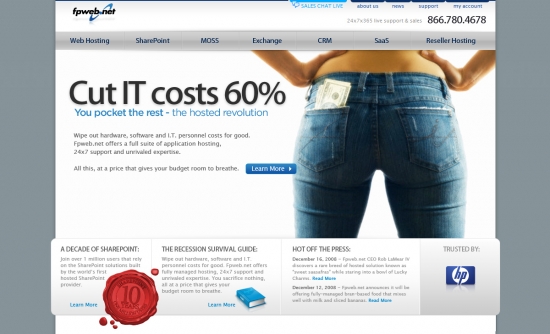 fpweb.net
SALES CHAT LIVE
about us
news
support
my account
24x7x365 live support & sales 866.780.4678
Web Hosting
SharePoint
MOSS
Exchange
CRM
SaaS
Reseller Hosting
Cut IT costs 60%
You pocket the rest - the hosted revolution
Wipe out hardware, software and I.T. personnel costs for good.
Fpweb.net offers a full suite of application hosting,
24x7 support and unrivaled expertise.
All this, at a price that gives your budget room to breathe.
Learn More
A DECADE OF SHAREPOINT:
Join over 1 million users that rely
on the SharePoint solutions built
by the world's first
hosted SharePoint
provider
Learn More
10
THE RECESSION SURVIVAL GUIDE:
Wipe out hardware, software and I.T.
personnel costs for good. Fpweb.net offers
fully managed hosting, 24x7 support and
unrivaled expertise. You sacrifice nothing,
all at a price that gives your
budget room to breathe.
Learn More
HOT OFF THE PRESS:
December 16, 2008 - Fpweb.net CEO Rob LaMear IV
discovers a rare breed of hosted solution known as
"sweet saucafras" while staring into a bowl of Lucky
Charms. Read More
December 12, 2008 - Fpweb.net announces it will be
offering fully managed bran-based food that mixes
well with milk and sliced bananas. Read More
TRUSTED BY:
hp